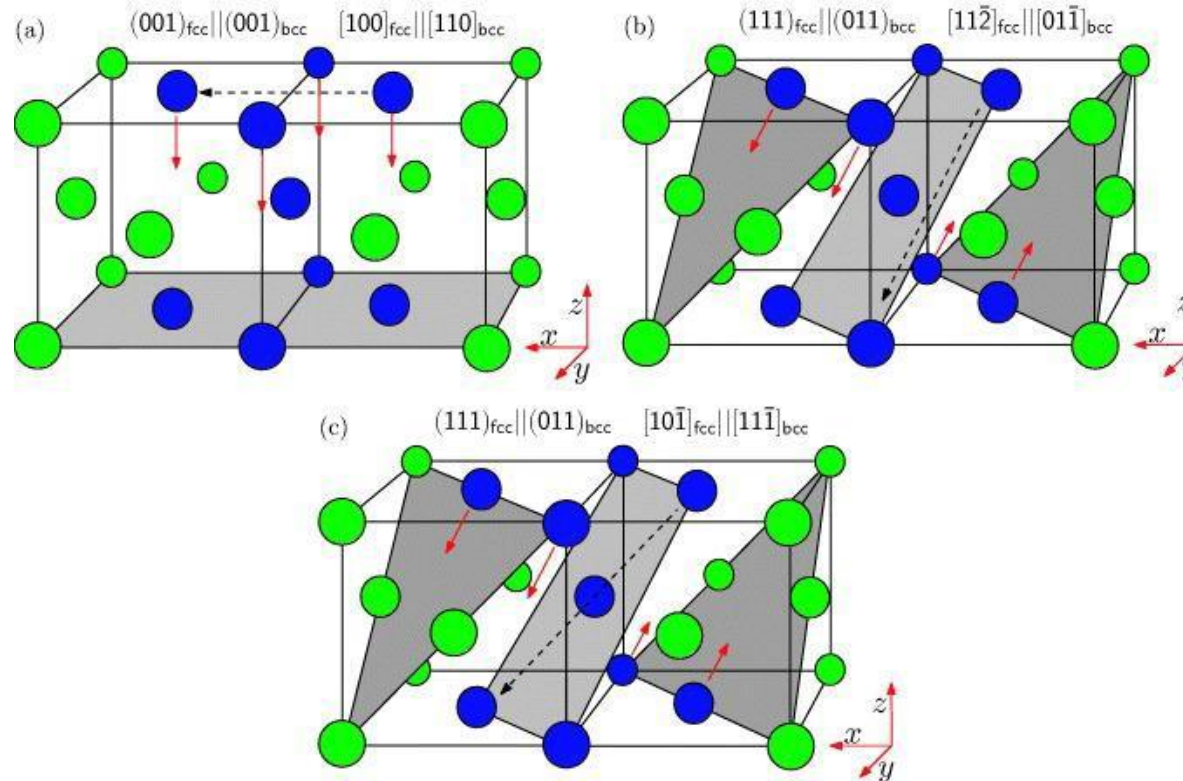 (a) (001)fcc||(001)bcc [100]fcc||[110]bcc
z
x
y
(b) (111)fcc||(011)bcc [112̄]fcc||[011̄]bcc
z
x
(c) (111)fcc||(011)bcc [101̄]fcc||[111̄]bcc
z
x
y